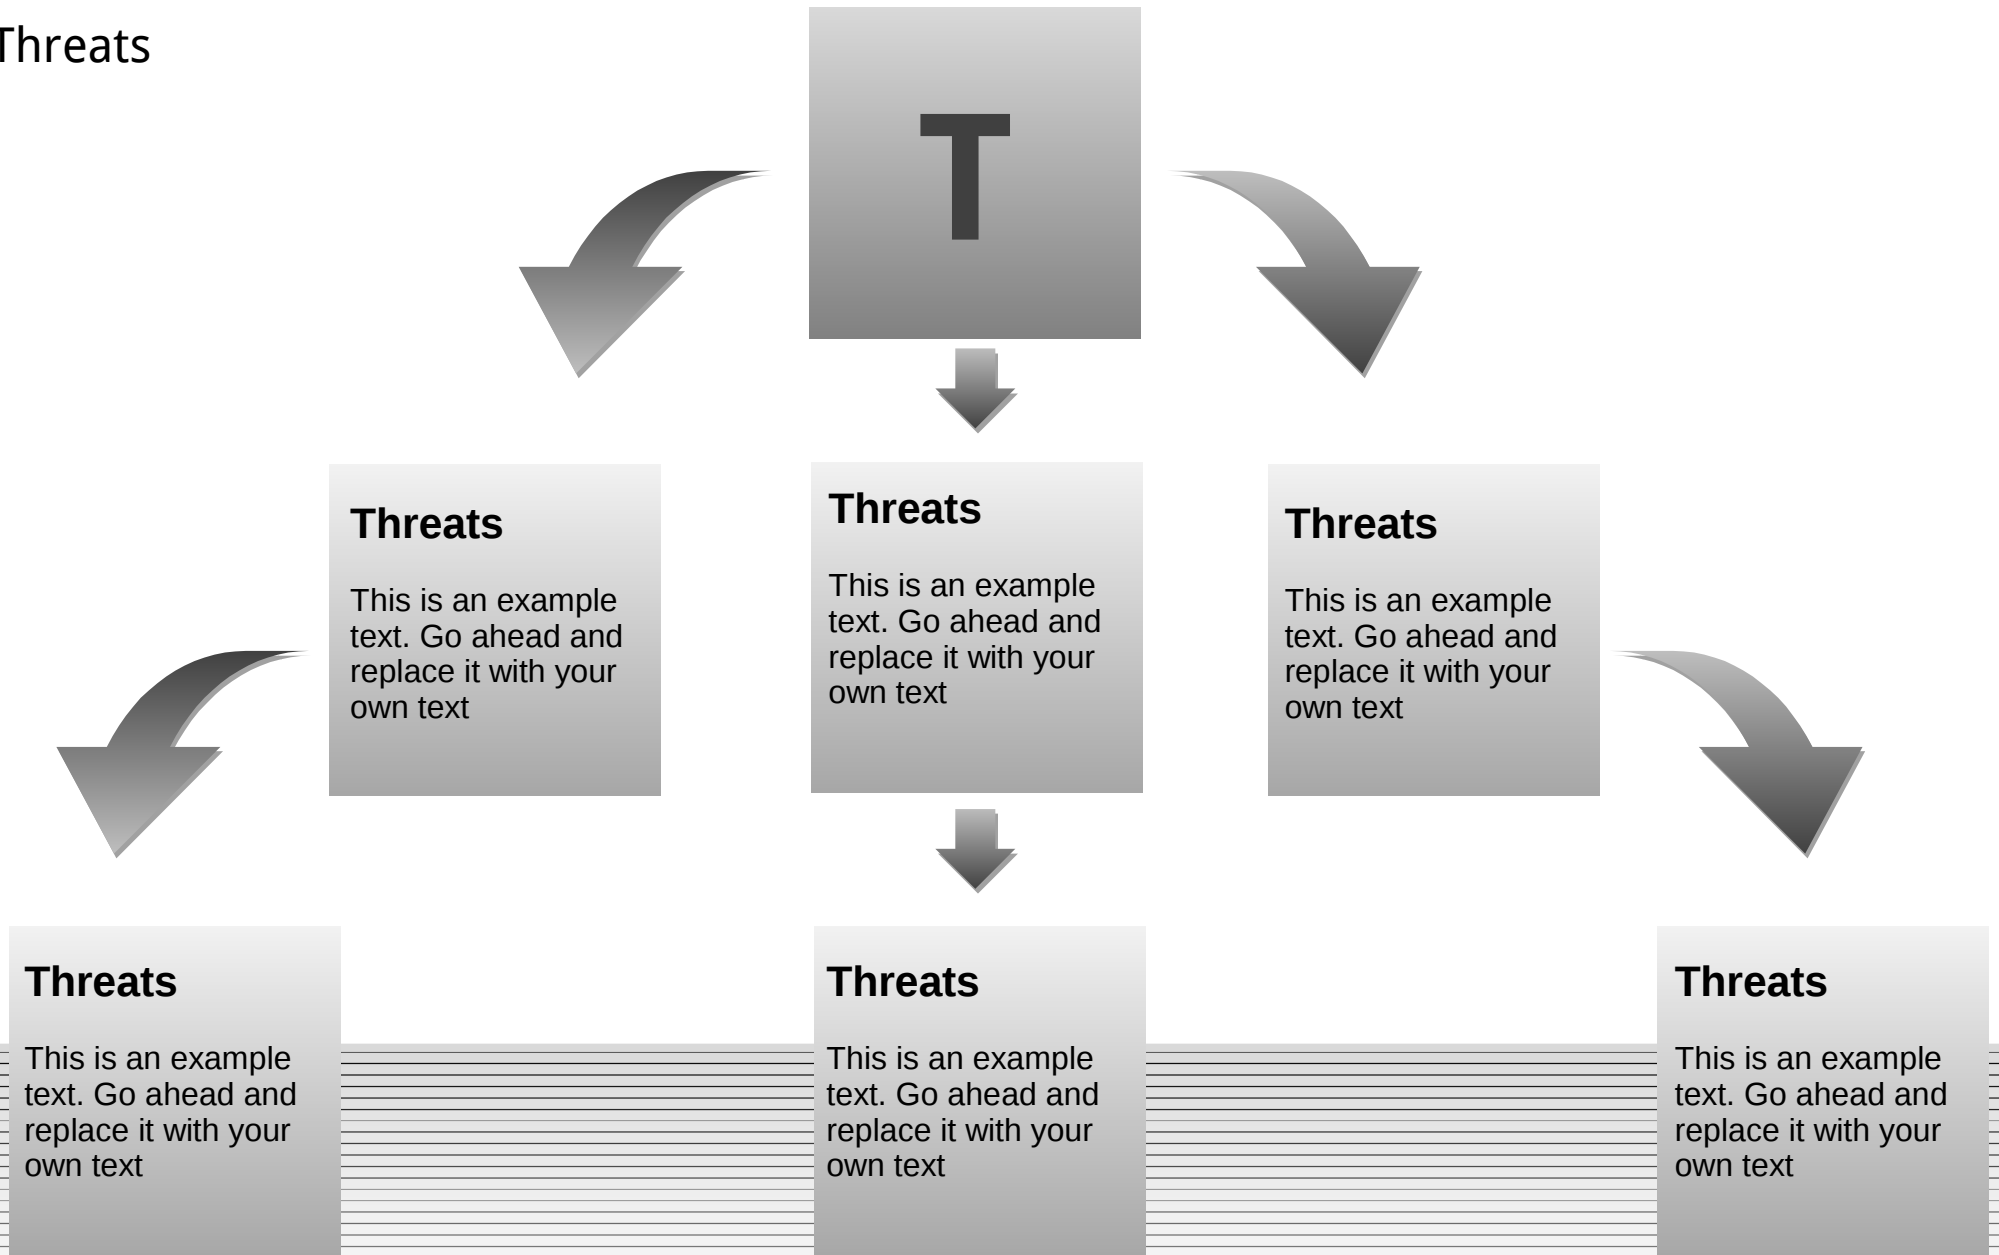 Threats
T
Threats
This is an example
text. Go ahead and
replace it with your
own text
Threats
This is an example
text. Go ahead and
replace it with your
own text
Threats
This is an example
text. Go ahead and
replace it with your
own text
Threats
This is an example
text. Go ahead and
replace it with your
own text
Threats
This is an example
text. Go ahead and
replace it with your
own text
Threats
This is an example
text. Go ahead and
replace it with your
own text